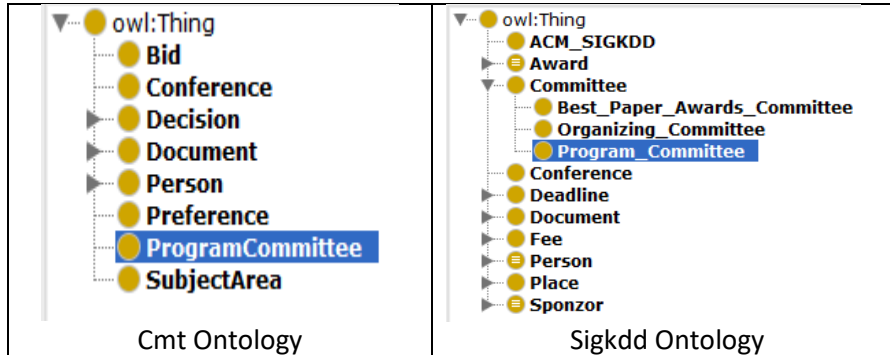 owl:Thing
Bid
Conference
Decision
Document
Person
Preference
ProgramCommittee
SubjectArea
Cmt Ontology
owl:Thing
ACM_SIGKDD
Award
Committee
Best_Paper_Awards_Committee
Organizing_Committee
Program_Committee
Conference
Deadline
Document
Fee
Person
Place
Sponzor
Sigkdd Ontology